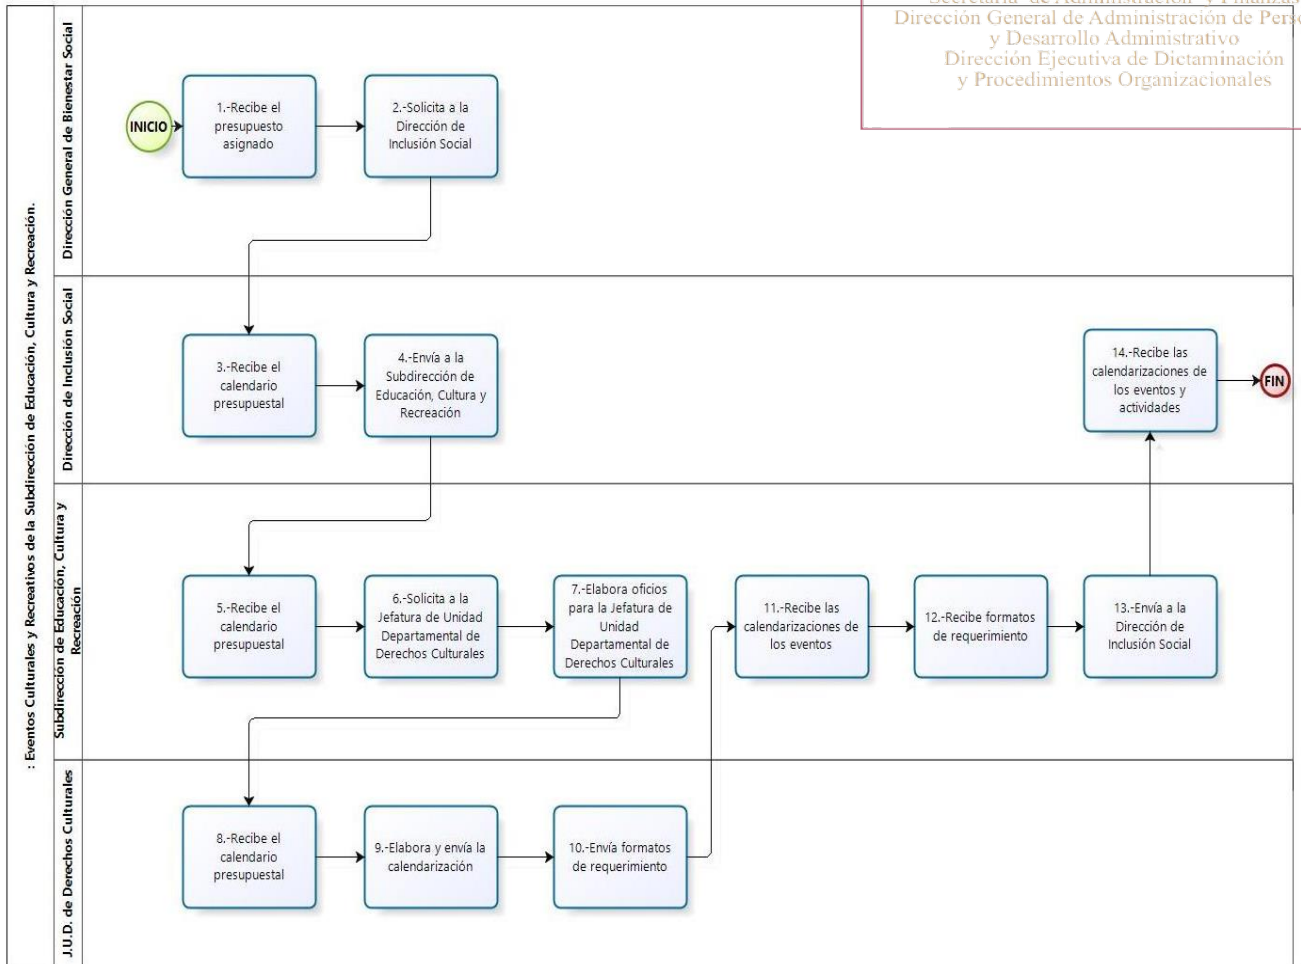 Secretaría de Administración y Finanzas
Dirección General de Administración de
y Desarrollo Administrativo
Dirección Ejecutiva de Dictaminación
y Procedimientos Organizacionales
: Eventos Culturales y Recreativos de la Subdirección de Educación, Cultura y Recreación.
Dirección General de Bienestar Social
INICIO
1.-Recibe el
presupuesto
asignado
2.-Solicita a la
Dirección de
Inclusión Social
Dirección de Inclusión Social
3.-Recibe el
calendario
presupuestal
4.-Envía a la
Subdirección de
Educación, Cultura y
Recreación
14.-Recibe las
calendarizaciones de
los eventos y
actividades
FIN
Subdirección de Educación, Cultura y
Recreación
5.-Recibe el
calendario
presupuestal
6.-Solicita a la
Jefatura de Unidad
Departamental de
Derechos Culturales
7.-Elabora oficios
para la Jefatura de
Unidad
Departamental de
Derechos Culturales
11.-Recibe las
calendarizaciones de
los eventos
12.-Recibe formatos
de requerimiento
13.-Envía a la
Dirección de
Inclusión Social
J.U.D. de Derechos Culturales
8.-Recibe el
calendario
presupuestal
9.-Elabora y envía la
calendarización
10.-Envía formatos
de requerimiento